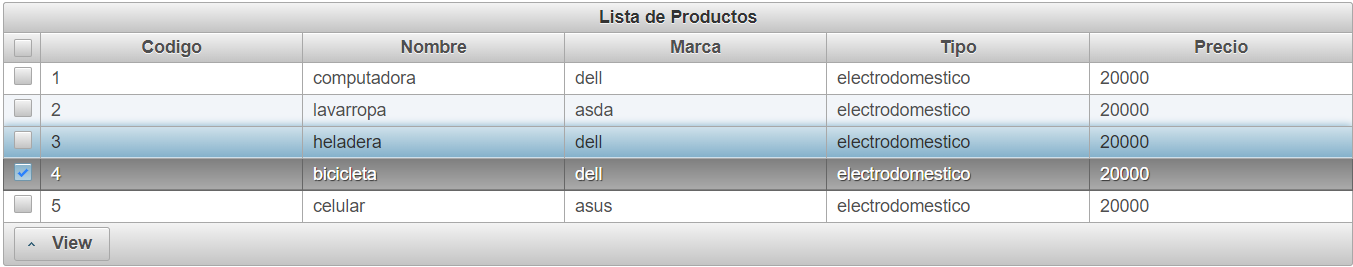 Lista de Productos
Codigo Nombre Marca Tipo Precio
1 computadora dell electrodomestico 20000
2 lavarropa asda electrodomestico 20000
3 heladera dell electrodomestico 20000
4 bicicleta dell electrodomestico 20000
5 celular asus electrodomestico 20000
View